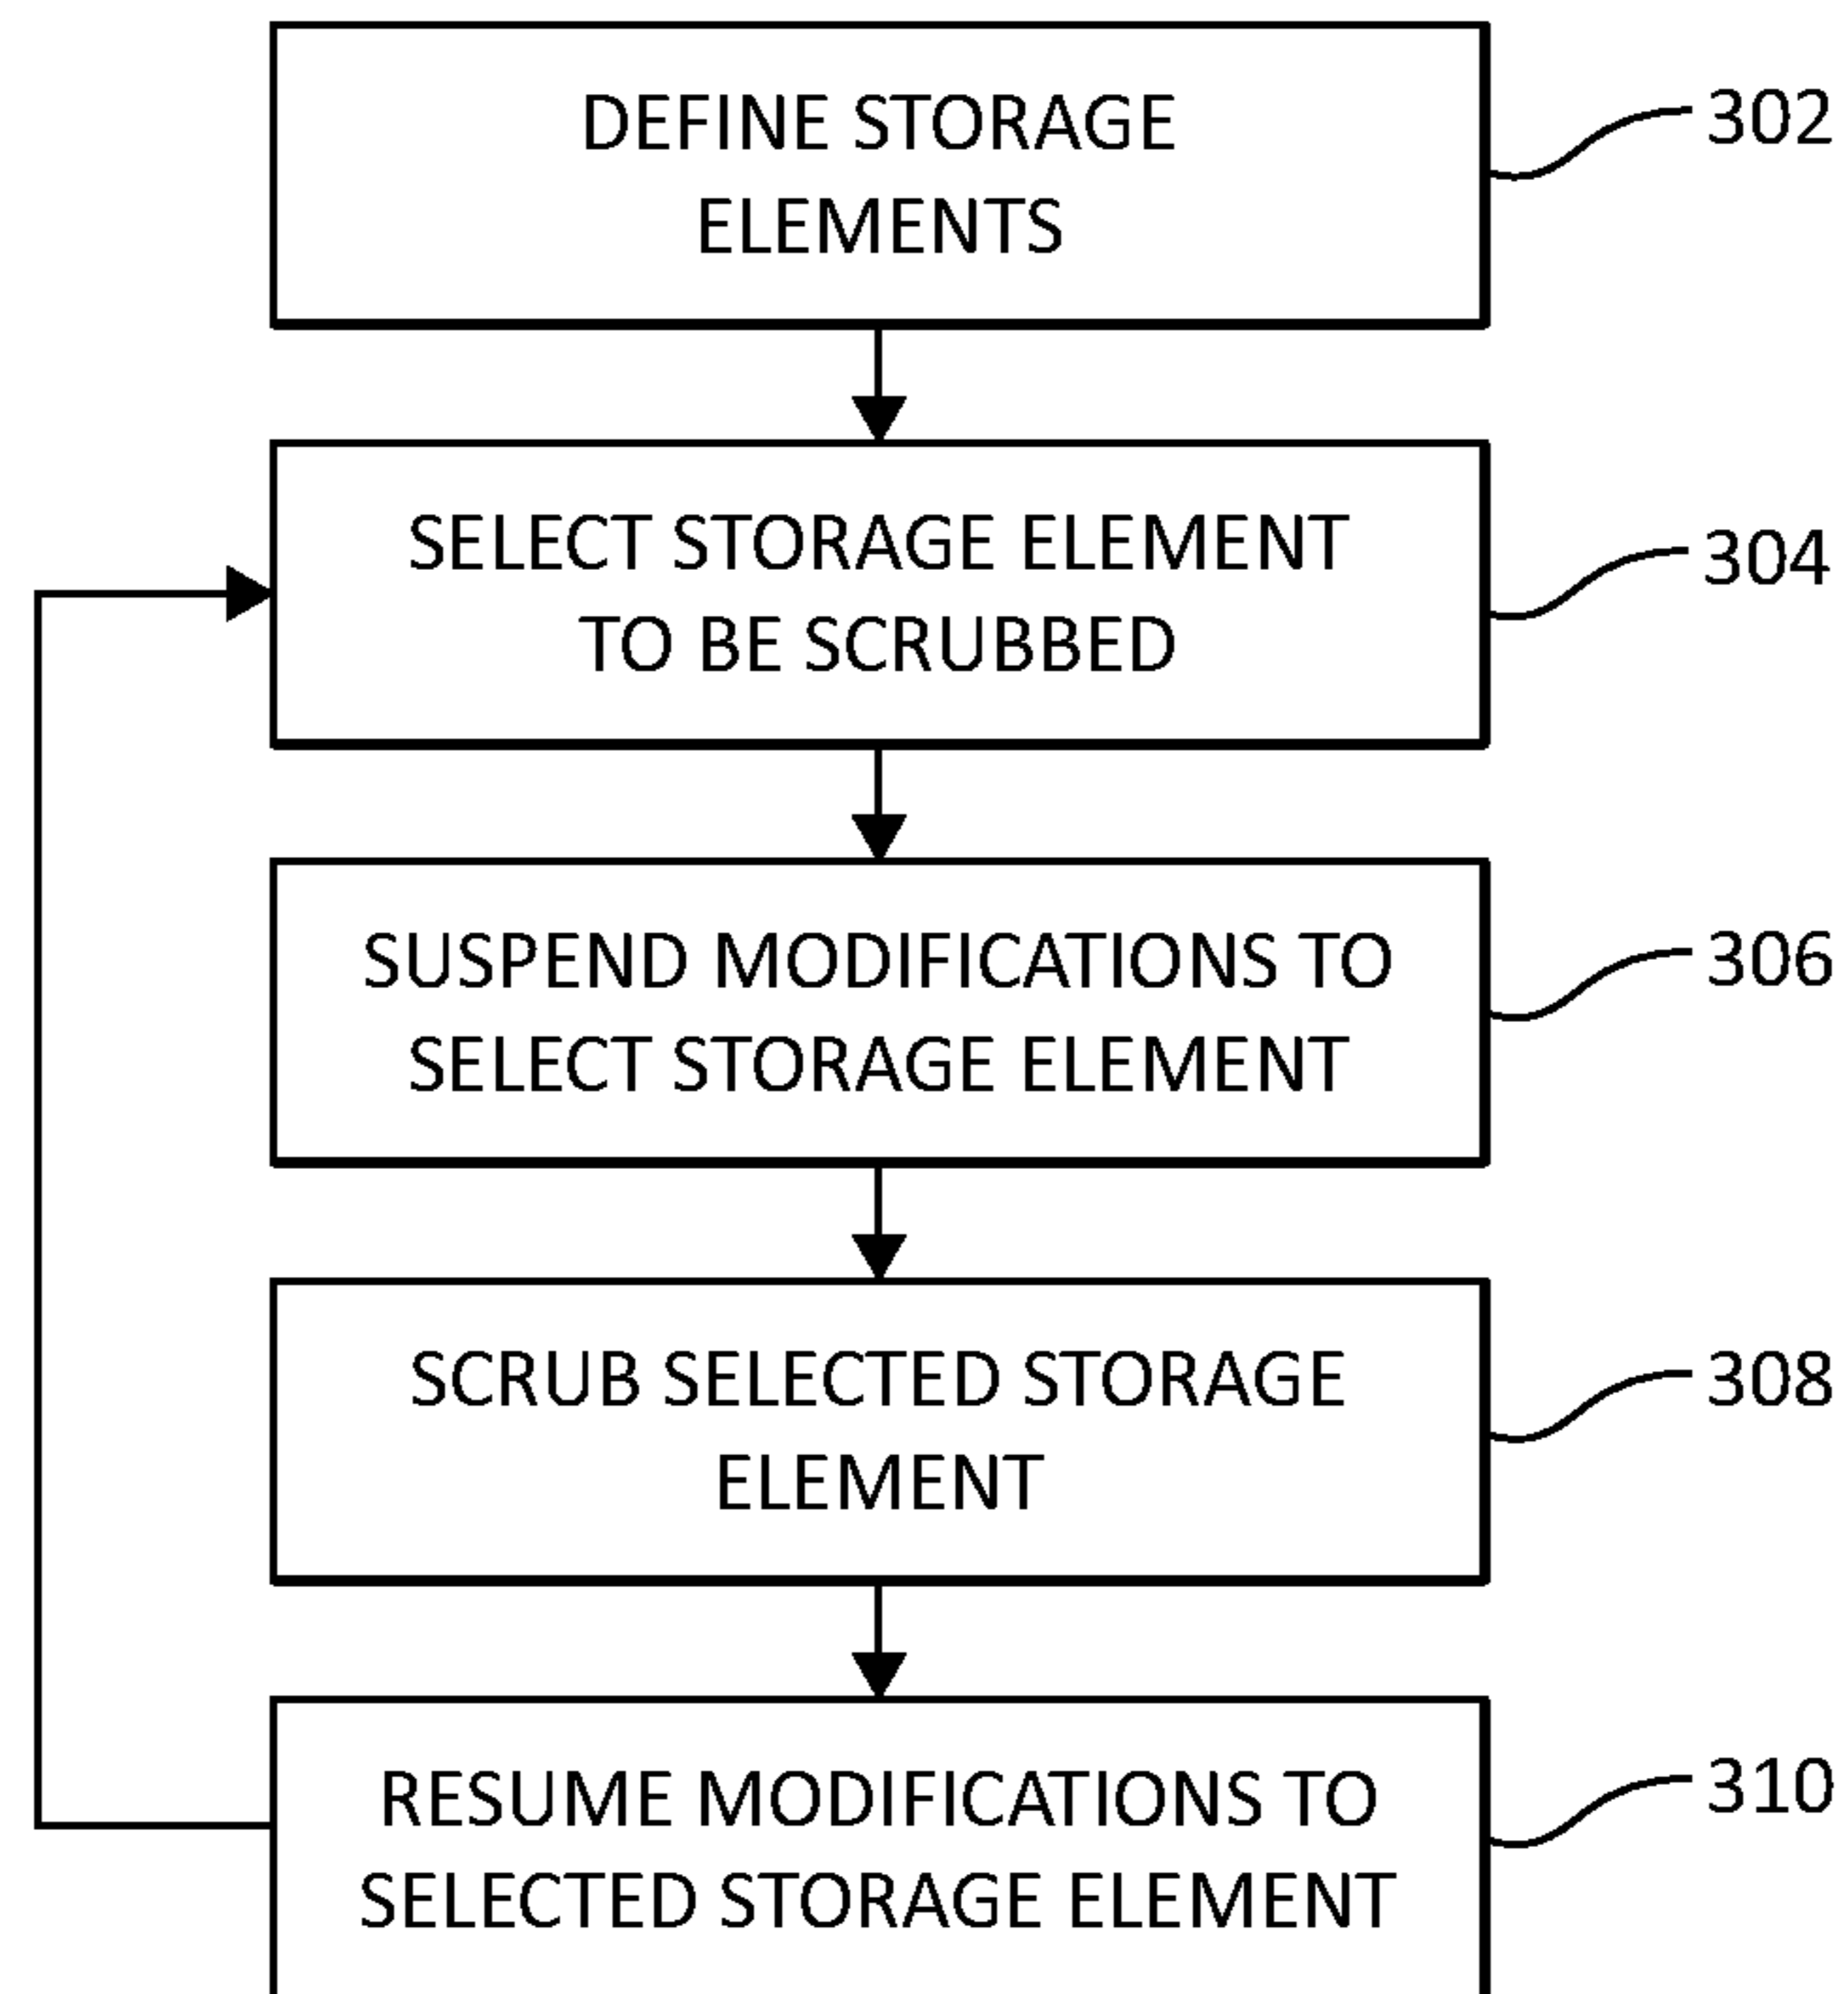 DEFINE STORAGE
ELEMENTS
302
SELECT STORAGE ELEMENT
TO BE SCRUBBED
304
SUSPEND MODIFICATIONS TO
SELECT STORAGE ELEMENT
306
SCRUB SELECTED STORAGE
ELEMENT
308
RESUME MODIFICATIONS TO
SELECTED STORAGE ELEMENT
310